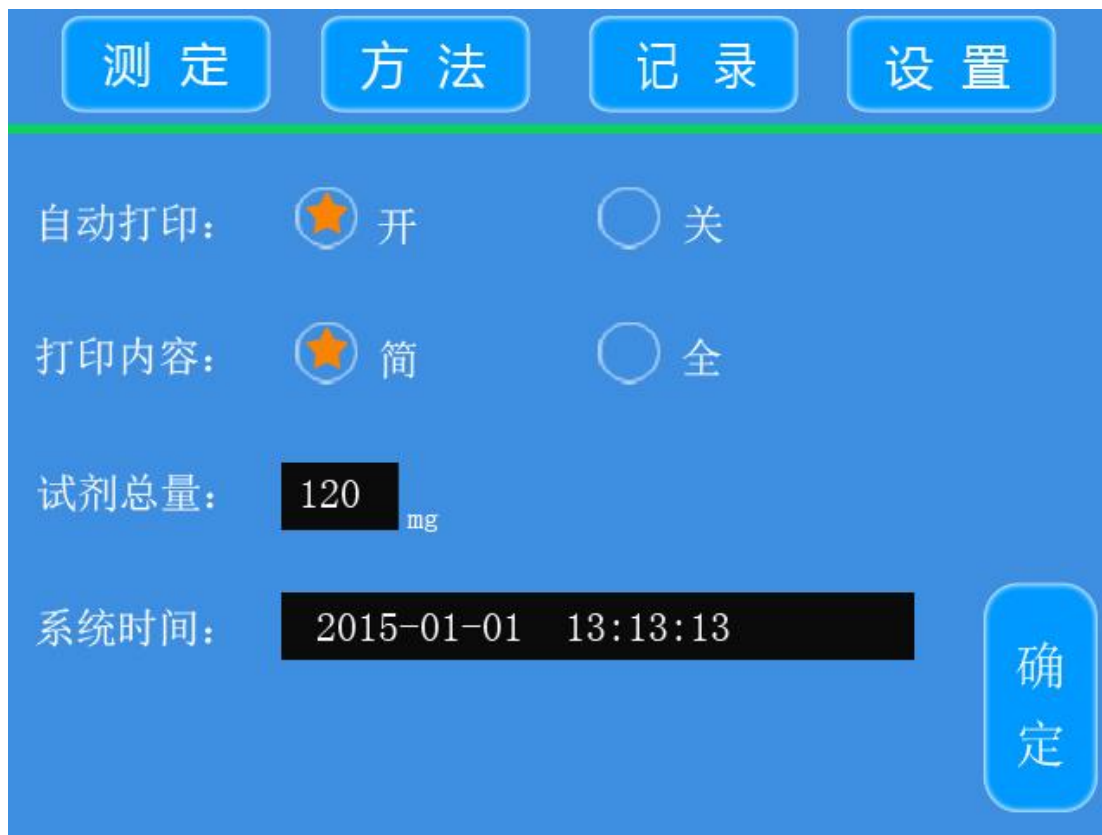 测 定 方 法 记 录 设 置
自动打印： 开 关
打印内容： 简 全
试剂总量： 120 mg
系统时间： 2015-01-01 13:13:13
确
定